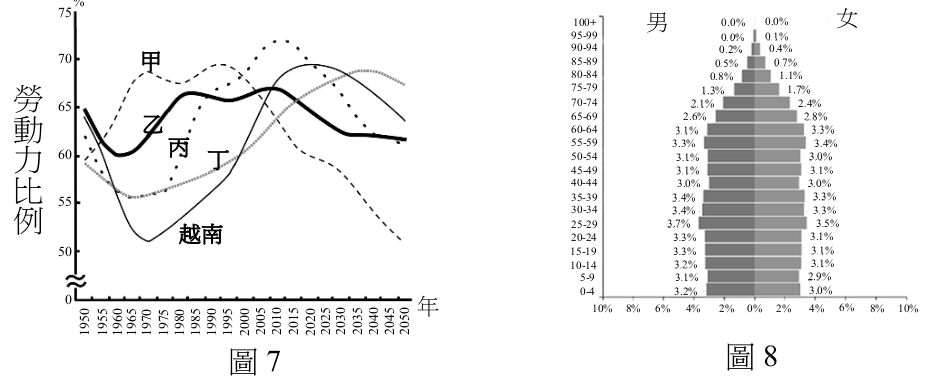 %
75
70
65
60
55
50
0
勞動力比例
甲
乙
丙
丁
越南
1950 1955 1960 1965 1970 1975 1980 1985 1990 1995 2000 2005 2010 2015 2020 2025 2030 2035 2040 2045 2050 年
圖 7
男 女
100+ 0.0% 0.0%
95-99 0.0% 0.1%
90-94 0.2% 0.4%
85-89 0.5% 0.7%
80-84 0.8% 1.1%
75-79 1.3% 1.7%
70-74 2.1% 2.4%
65-69 2.6% 2.8%
60-64 3.1% 3.3%
55-59 3.3% 3.4%
50-54 3.1% 3.0%
45-49 3.1% 3.1%
40-44 3.0% 3.0%
35-39 3.4% 3.3%
30-34 3.4% 3.3%
25-29 3.7% 3.5%
20-24 3.3% 3.1%
15-19 3.3% 3.1%
10-14 3.2% 3.1%
5-9 3.1% 2.9%
0-4 3.2% 3.0%
10% 8% 6% 4% 2% 0% 2% 4% 6% 8% 10%
圖 8